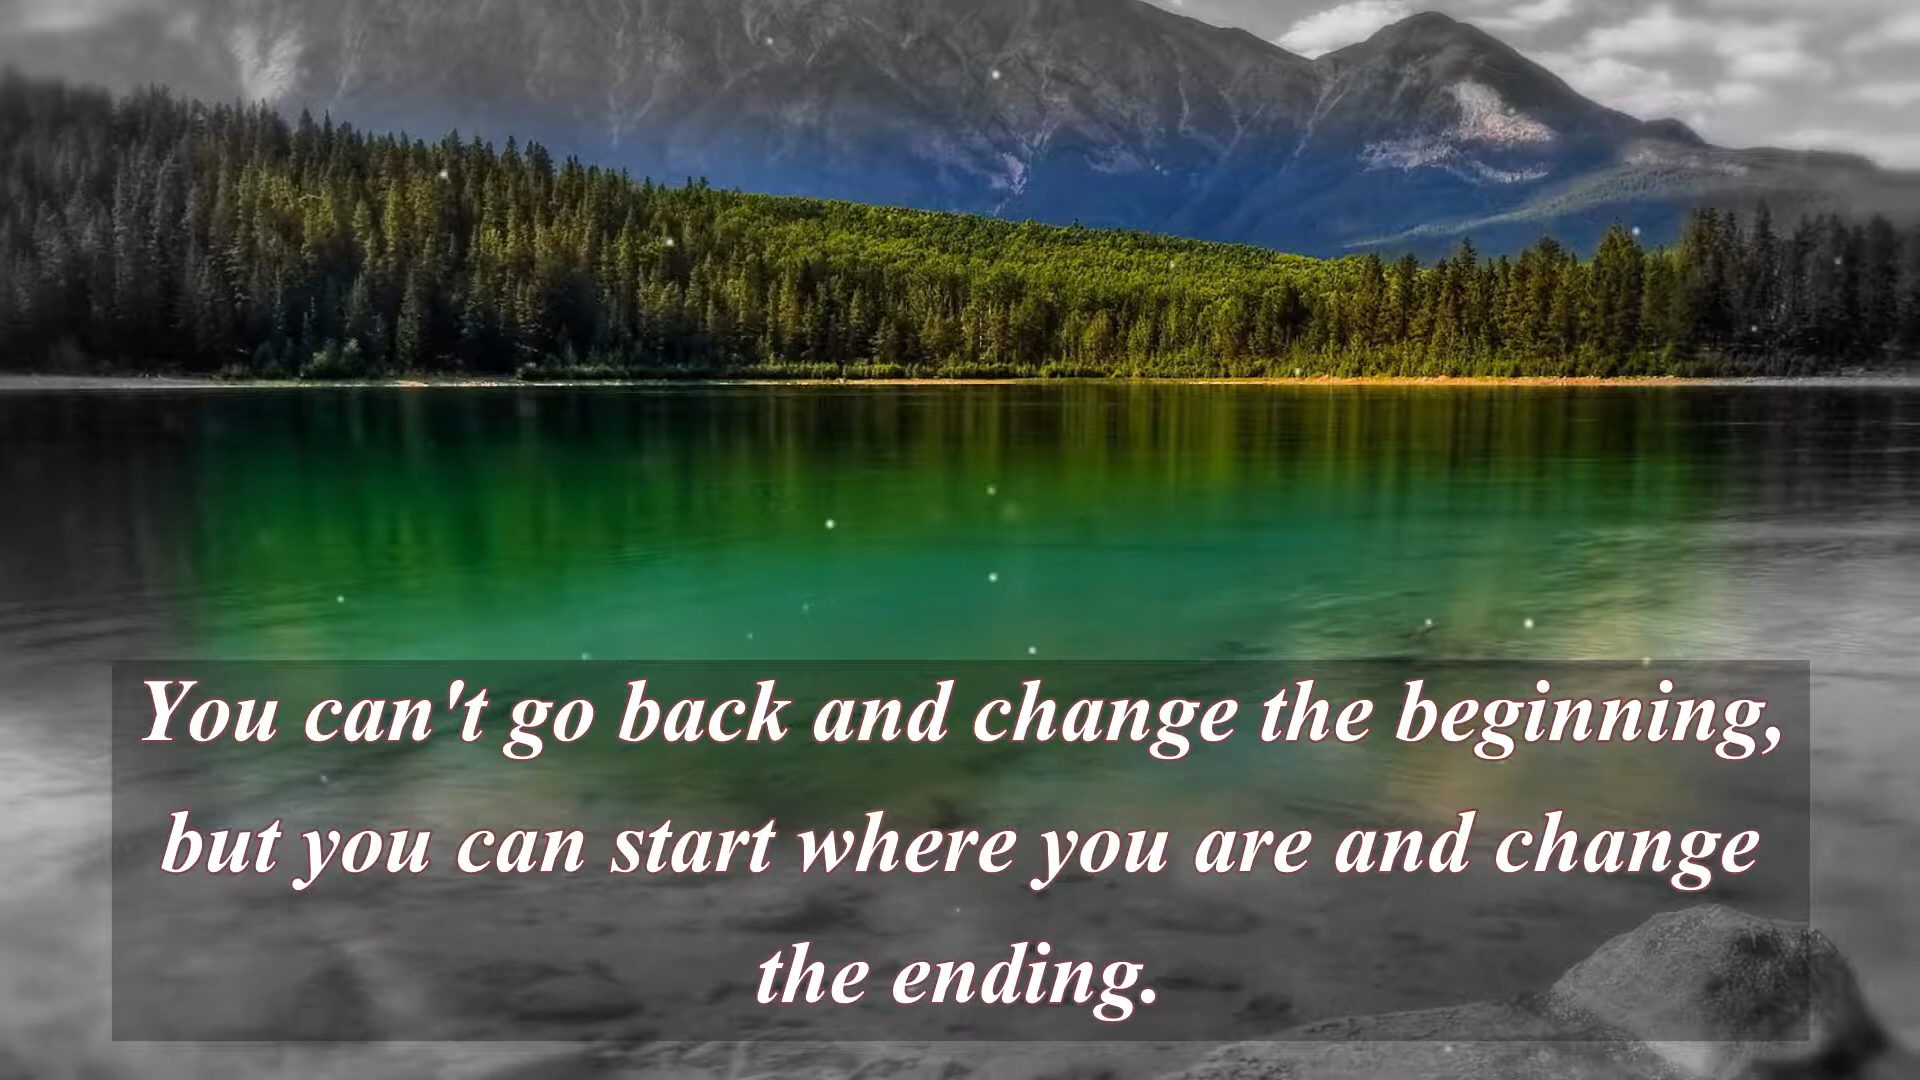 You can't go back and change the beginning,
but you can start where you are and change
the ending.